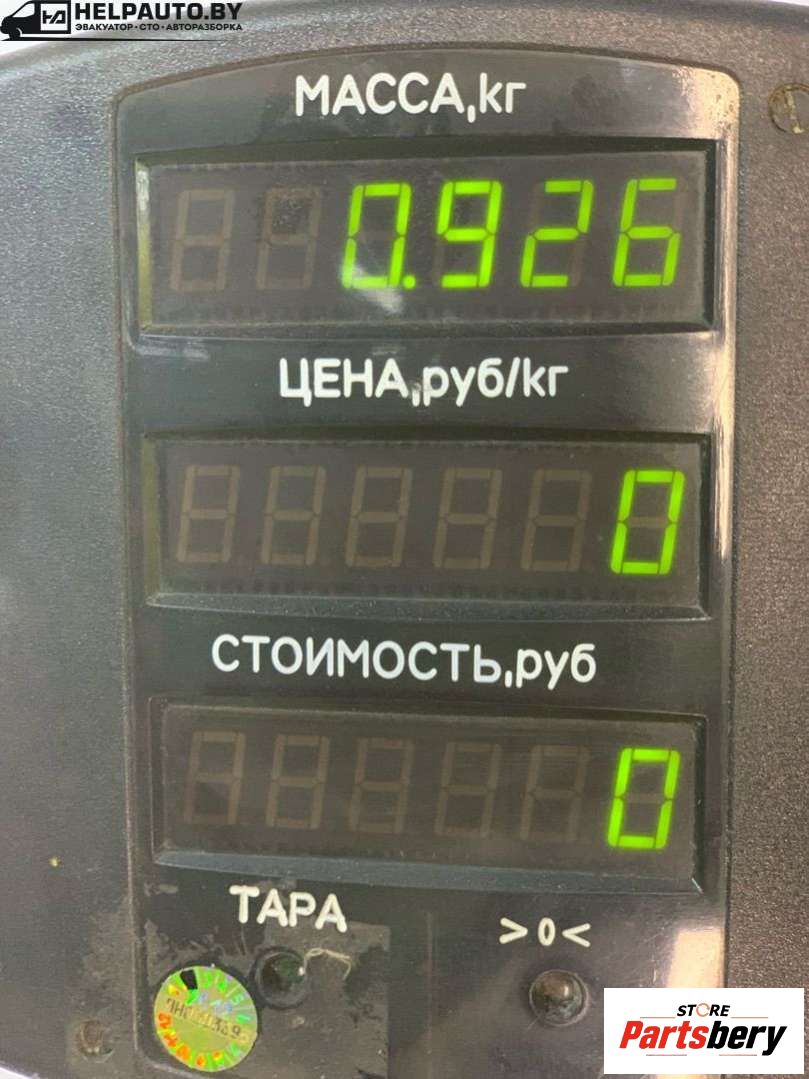 HELPAUTO.BY
ЭВАКУАТОР·СТО·АВТОРАЗБОРКА
МАССА,кг
0.926
ЦЕНА,руб/кг
0
СТОИМОСТЬ,руб
0
ТАРА
>0<
STORE
Partsbery